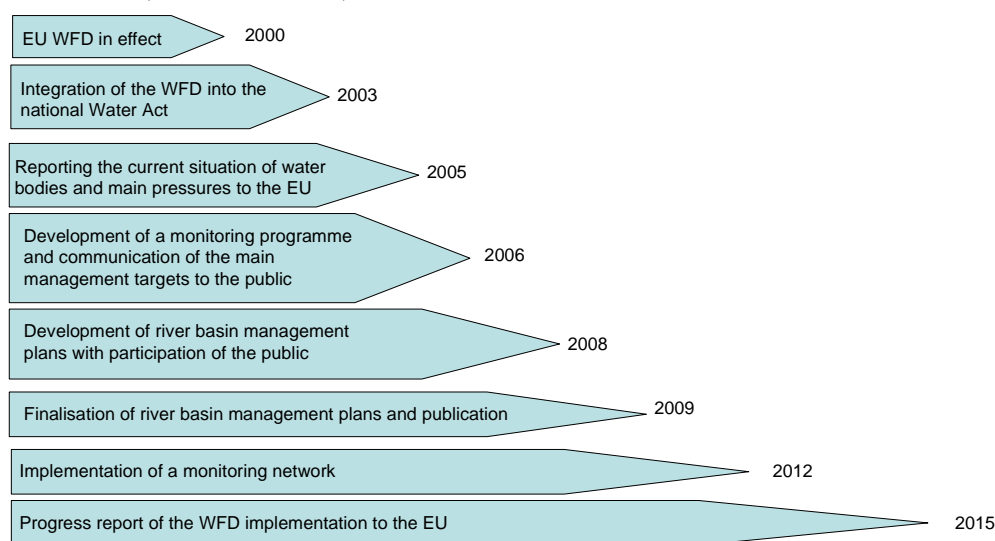 EU WFD in effect
2000
Integration of the WFD into the
national Water Act
2003
Reporting the current situation of water
bodies and main pressures to the EU
2005
Development of a monitoring programme
and communication of the main
management targets to the public
2006
Development of river basin management
plans with participation of the public
2008
Finalisation of river basin management plans and publication
2009
Implementation of a monitoring network
2012
Progress report of the WFD implementation to the EU
2015